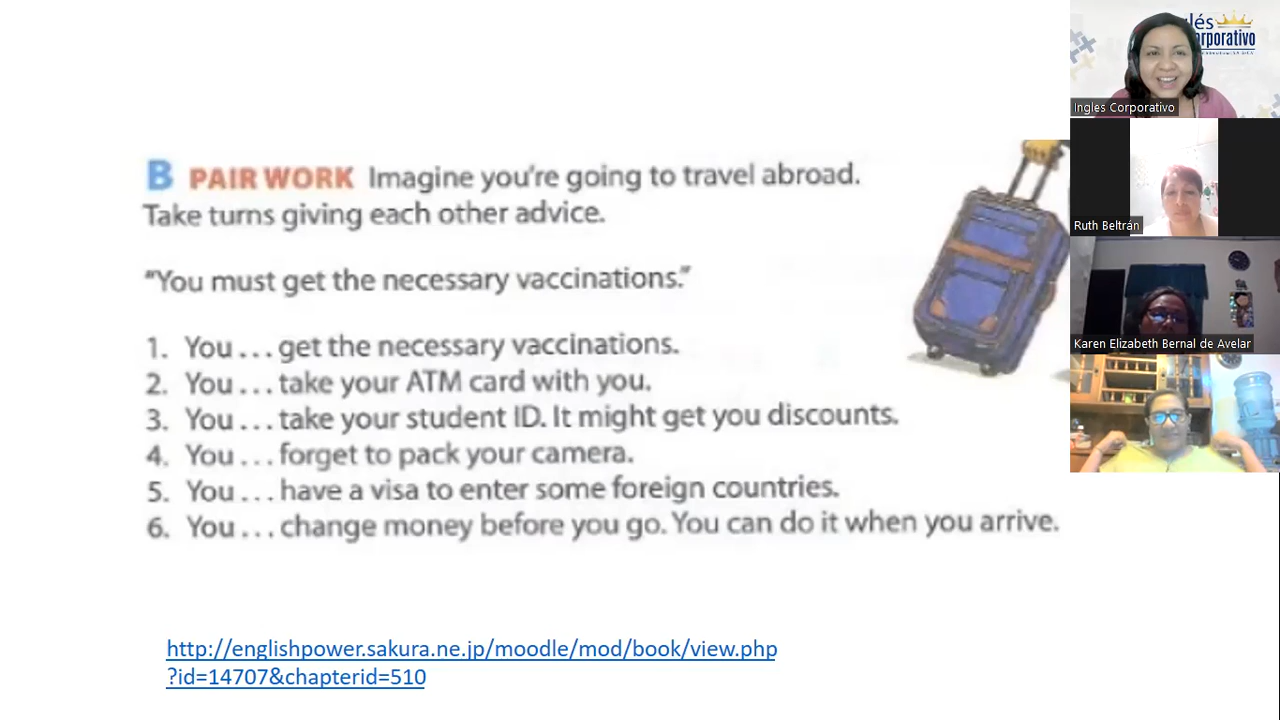 B PAIR WORK Imagine you're going to travel abroad.
Take turns giving each other advice.
"You must get the necessary vaccinations."
1. You ... get the necessary vaccinations.
2. You ... take your ATM card with you.
3. You ... take your student ID. It might get you discounts.
4. You ... forget to pack your camera.
5. You ... have a visa to enter some foreign countries.
6. You ... change money before you go. You can do it when you arrive.
http://englishpower.sakura.ne.jp/moodle/mod/book/view.php
?id=14707&chapterid=510
Ingles Corporativo
Ruth Beltrán
Karen Elizabeth Bernal de Avelar